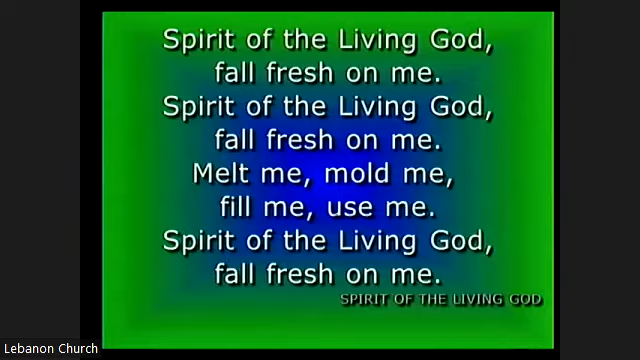 Spirit of the Living God,
fall fresh on me.
Spirit of the Living God,
fall fresh on me.
Melt me, mold me,
fill me, use me.
Spirit of the Living God,
fall fresh on me.
SPIRIT OF THE LIVING GOD
Lebanon Church